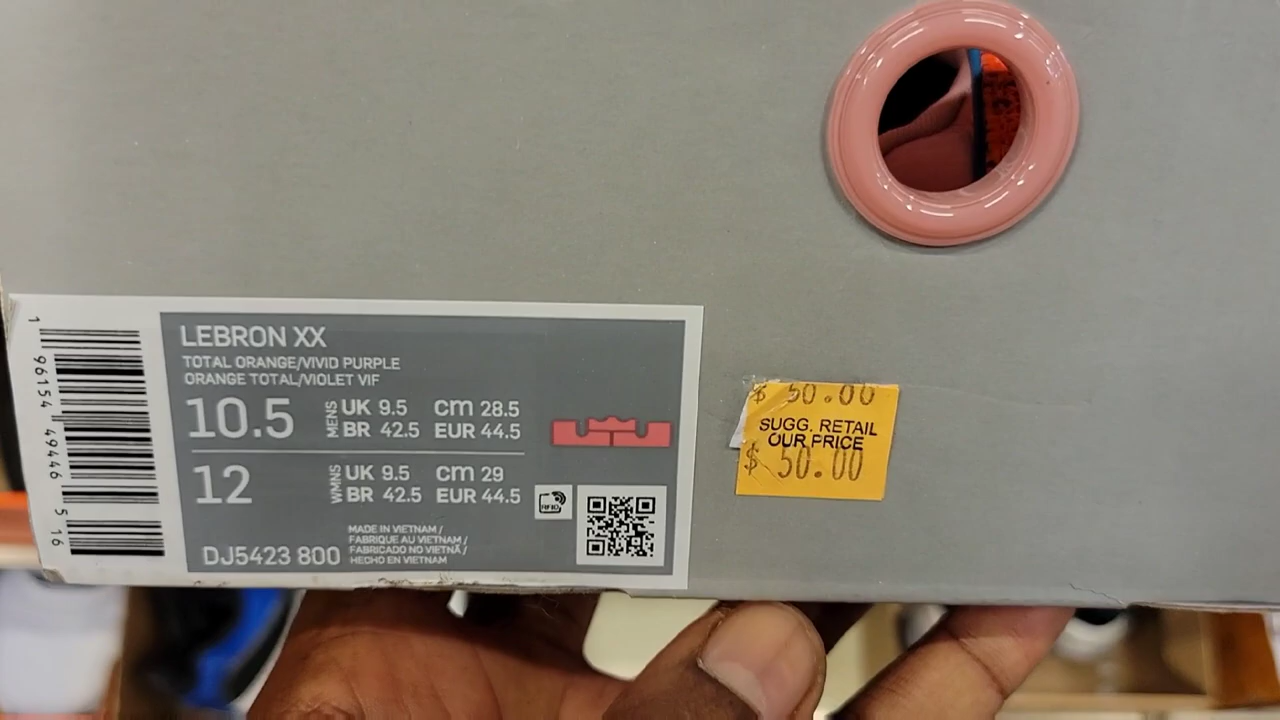 LEBRON XX
TOTAL ORANGE/VIVID PURPLE
ORANGE TOTAL/VIOLET VIF
10.5 MENS UK 9.5 CM 28.5
BR 42.5 EUR 44.5
12 WMNS UK 9.5 CM 29
BR 42.5 EUR 44.5
RFID
MADE IN VIETNAM /
FABRIQUE AU VIETNAM /
FABRICADO NO VIETNÃ /
HECHO EN VIETNAM
DJ5423 800
1 96154 49446 5 16
$ 50.00
SUGG. RETAIL
OUR PRICE
$ 50.00